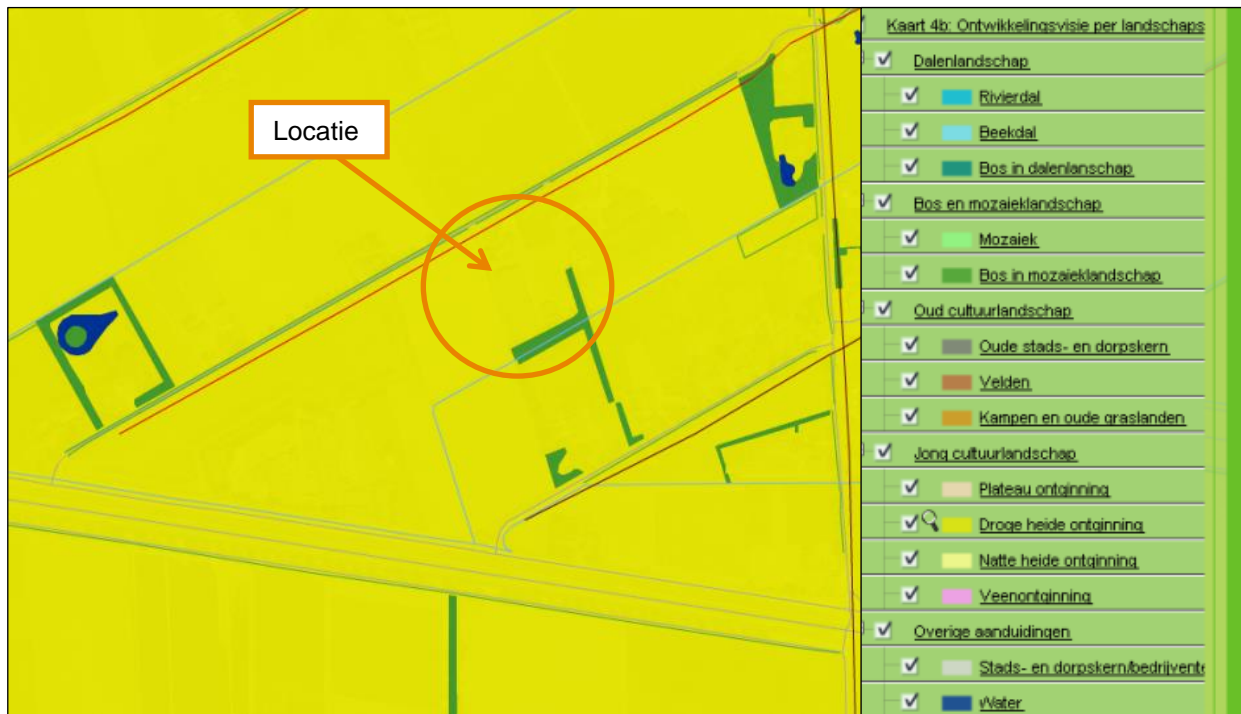 Locatie
Kaart 4b: Ontwikkelingsvisie per landschaps
Dalenlandschap
Rivierdal
Beekdal
Bos in dalenlanschap
Bos en mozaieklandschap
Mozaiek
Bos in mozaieklandschap
Oud cultuurlandschap
Oude stads- en dorpskern
Velden
Kampen en oude graslanden
Jong cultuurlandschap
Plateau ontginning
Droge heide ontginning
Natte heide ontginning
Veenontginning
Overige aanduidingen
Stads- en dorpskern/bedrijvente
Water